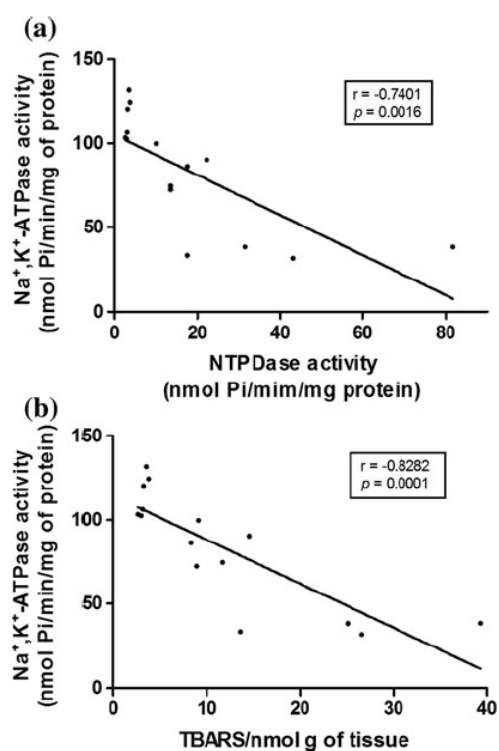 (a)
Na⁺,K⁺-ATPase activity
(nmol Pi/min/mg of protein)
150
100
50
0
r = -0.7401
p = 0.0016
0 20 40 60 80 100
NTPDase activity
(nmol Pi/mim/mg protein)
(b)
Na⁺,K⁺-ATPase activity
(nmol Pi/min/mg of protein)
150
100
50
0
r = -0.8282
p = 0.0001
0 10 20 30 40
TBARS/nmol g of tissue